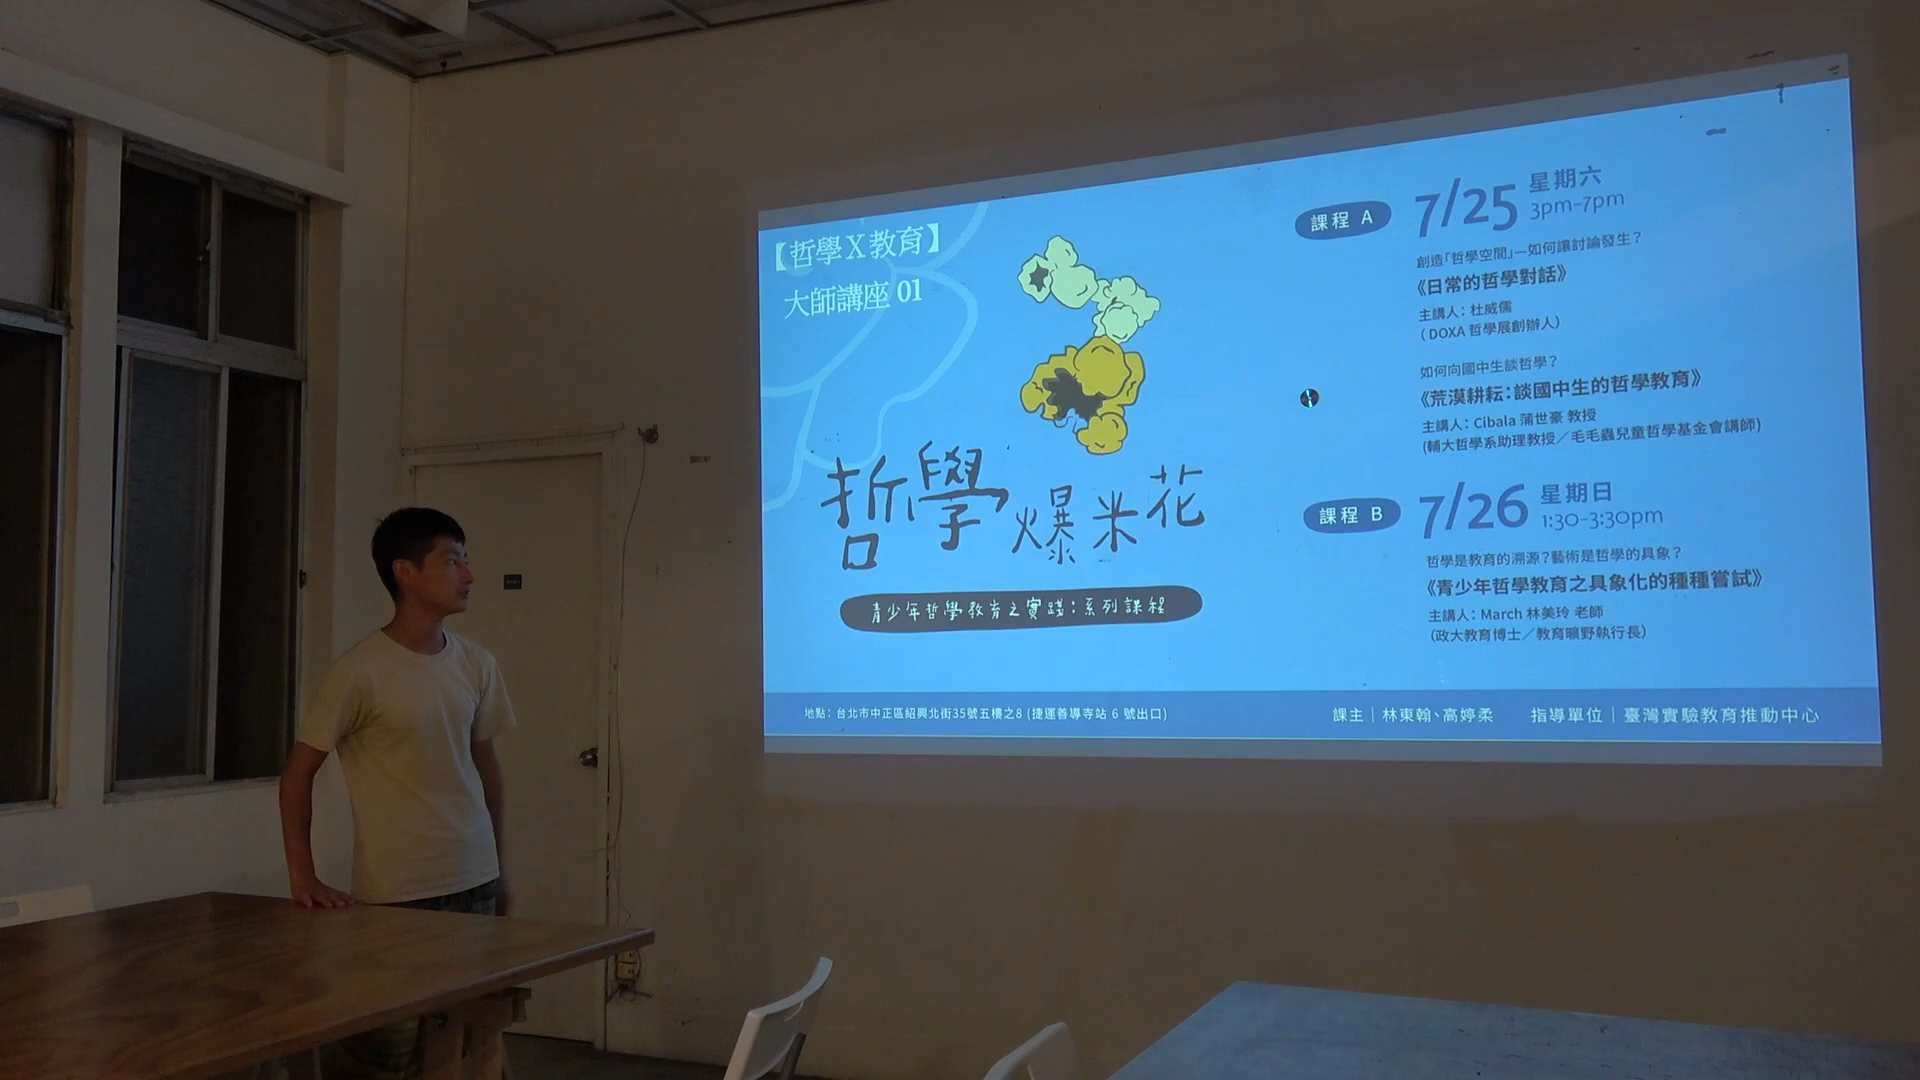 【哲學X教育】
大師講座 01
哲學爆米花
青少年哲學教育之實踐：系列課程
課程 A
7/25 星期六
3pm-7pm
創造「哲學空間」—如何讓討論發生？
《日常的哲學對話》
主講人：杜威儒
（DOXA 哲學展創辦人）
如何向國中生談哲學？
《荒漠耕耘：談國中生的哲學教育》
主講人：Cibala 蒲世豪 教授
(輔大哲學系助理教授／毛毛蟲兒童哲學基金會講師)
課程 B
7/26 星期日
1:30-3:30pm
哲學是教育的溯源？藝術是哲學的具象？
《青少年哲學教育之具象化的種種嘗試》
主講人：March 林美玲 老師
（政大教育博士／教育曠野執行長）
地點：台北市中正區紹興北街35號五樓之8 (捷運善導寺站 6 號出口)
課主｜林東翰、高婷柔 指導單位｜臺灣實驗教育推動中心